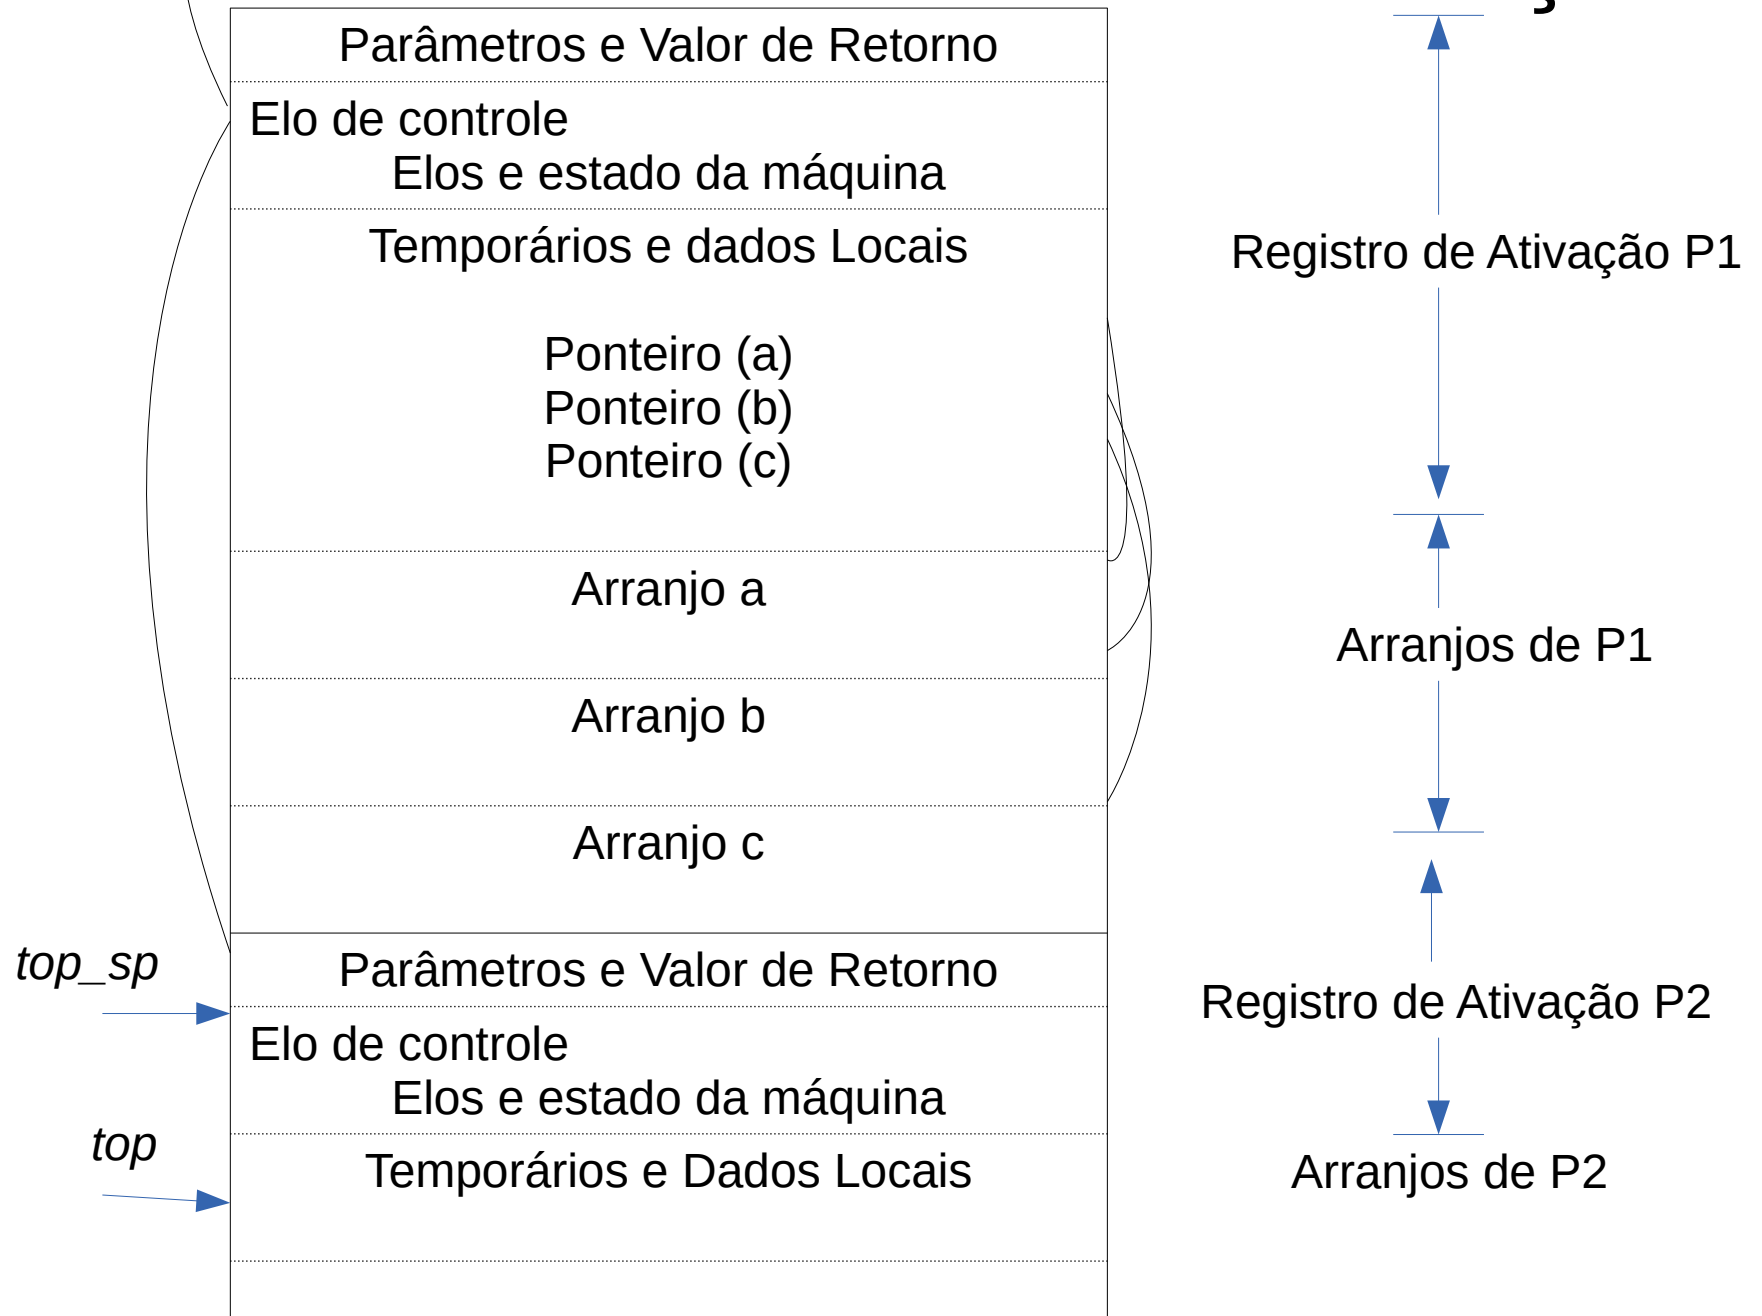 Parâmetros e Valor de Retorno
Elo de controle
Elos e estado da máquina
Temporários e dados Locais
Registro de Ativação P1
Ponteiro (a)
Ponteiro (b)
Ponteiro (c)
Arranjo a
Arranjos de P1
Arranjo b
Arranjo c
top_sp
Parâmetros e Valor de Retorno
Registro de Ativação P2
Elo de controle
Elos e estado da máquina
top
Temporários e Dados Locais
Arranjos de P2